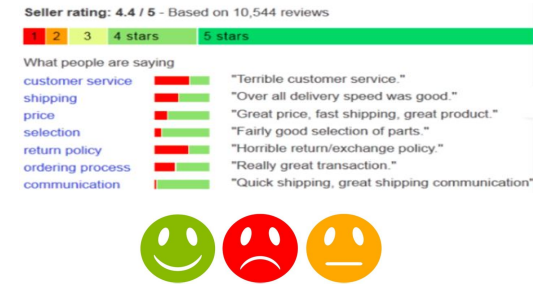 Seller rating: 4.4 / 5 - Based on 10,544 reviews
1 2 3 4 stars 5 stars
What people are saying
customer service "Terrible customer service."
shipping "Over all delivery speed was good."
price "Great price, fast shipping, great product."
selection "Fairly good selection of parts."
return policy "Horrible return/exchange policy."
ordering process "Really great transaction."
communication "Quick shipping, great shipping communication"